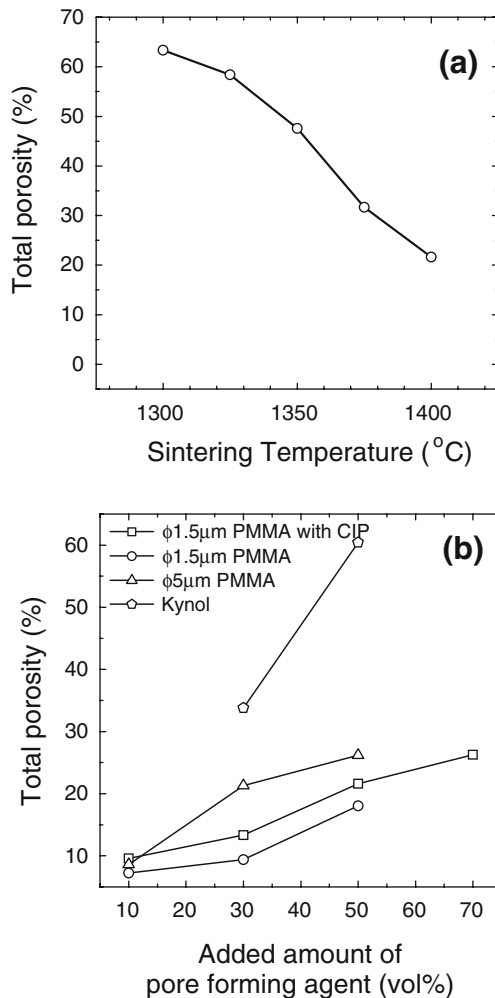 (a)
Total porosity (%)
70
60
50
40
30
20
10
0
1300 1350 1400
Sintering Temperature (°C)
(b)
ϕ1.5μm PMMA with CIP
ϕ1.5μm PMMA
ϕ5μm PMMA
Kynol
Total porosity (%)
60
50
40
30
20
10
10 20 30 40 50 60 70
Added amount of
pore forming agent (vol%)